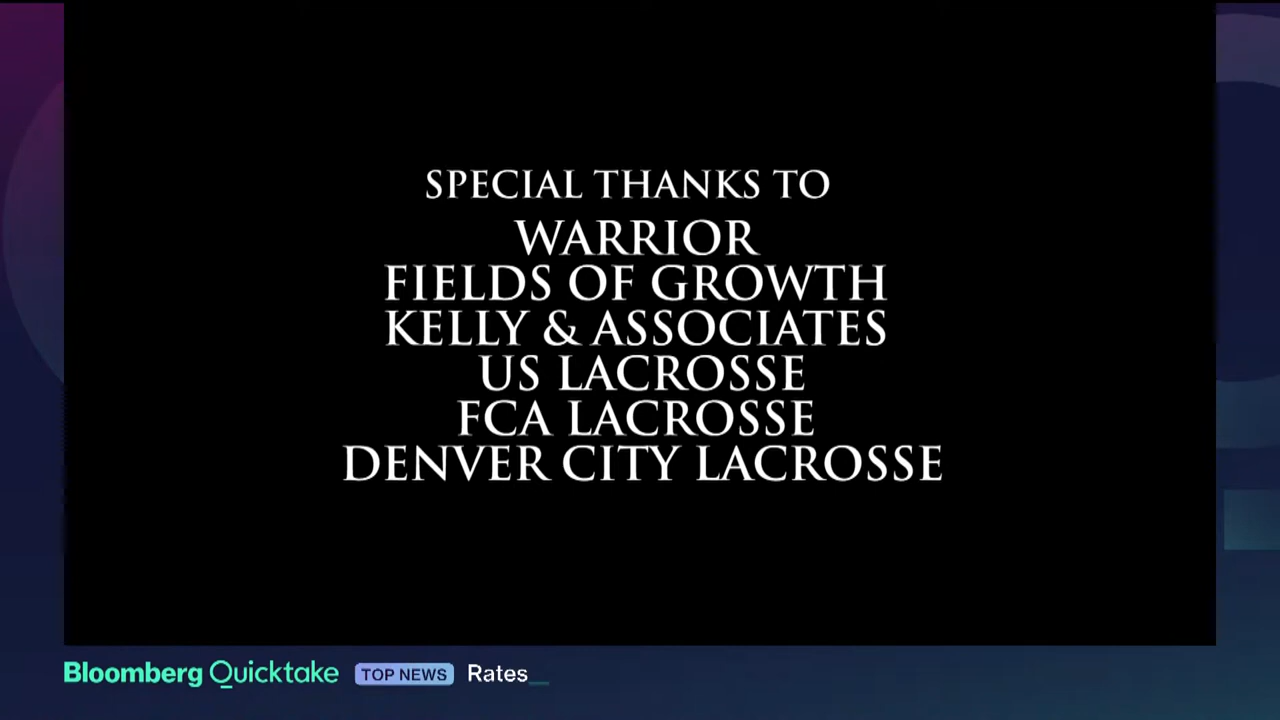 SPECIAL THANKS TO
WARRIOR
FIELDS OF GROWTH
KELLY & ASSOCIATES
US LACROSSE
FCA LACROSSE
DENVER CITY LACROSSE
Bloomberg Quicktake TOP NEWS Rates_